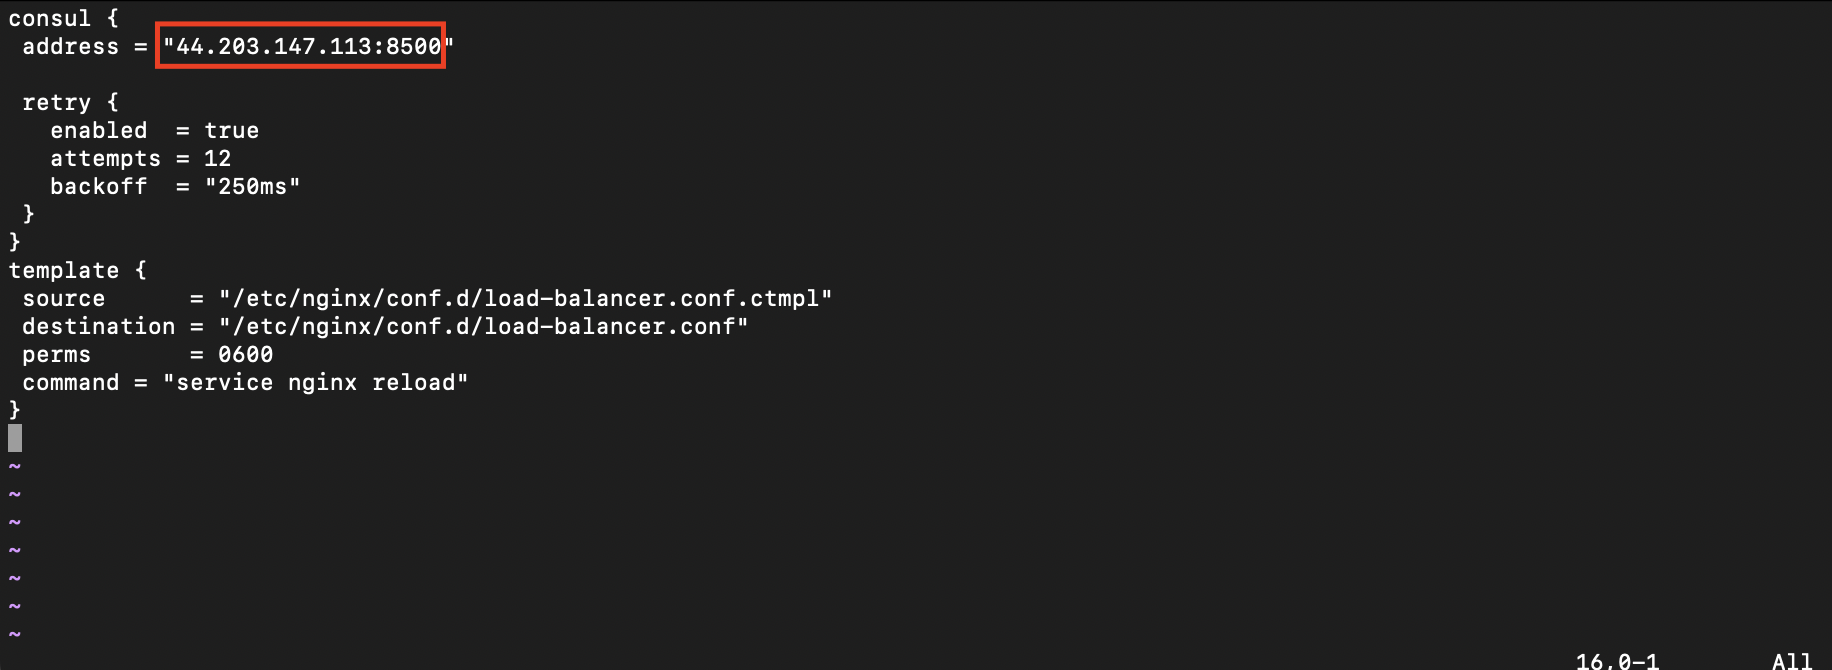 consul {
 address = "44.203.147.113:8500"

 retry {
   enabled  = true
   attempts = 12
   backoff  = "250ms"
 }
}
template {
 source      = "/etc/nginx/conf.d/load-balancer.conf.ctmpl"
 destination = "/etc/nginx/conf.d/load-balancer.conf"
 perms       = 0600
 command = "service nginx reload"
}

~
~
~
~
~
~
~
16,0-1 All